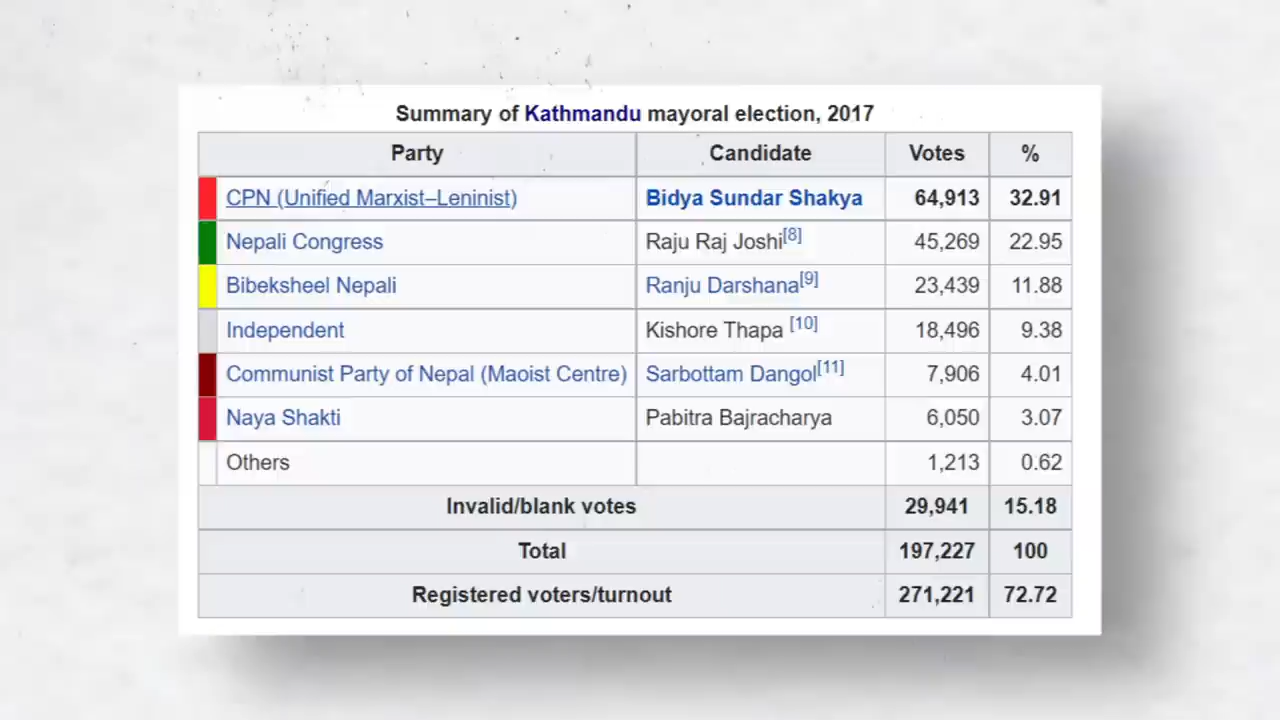 Summary of Kathmandu mayoral election, 2017
Party Candidate Votes %
CPN (Unified Marxist–Leninist) Bidya Sundar Shakya 64,913 32.91
Nepali Congress Raju Raj Joshi[8] 45,269 22.95
Bibeksheel Nepali Ranju Darshana[9] 23,439 11.88
Independent Kishore Thapa [10] 18,496 9.38
Communist Party of Nepal (Maoist Centre) Sarbottam Dangol[11] 7,906 4.01
Naya Shakti Pabitra Bajracharya 6,050 3.07
Others 1,213 0.62
Invalid/blank votes 29,941 15.18
Total 197,227 100
Registered voters/turnout 271,221 72.72